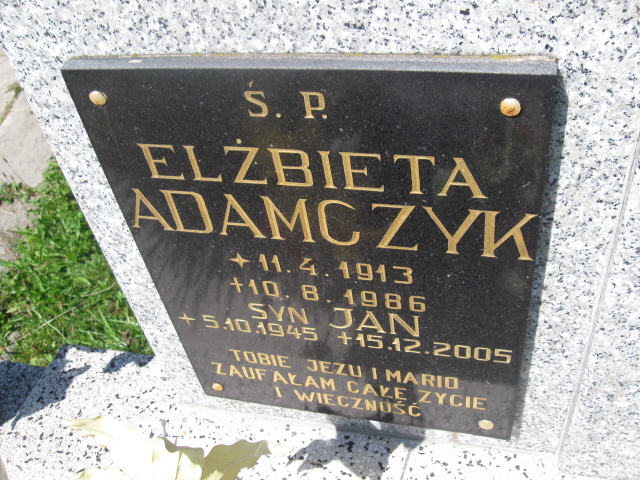 Ś. P.
ELŻBIETA
ADAMCZYK
✦ 11. 4. 1913
+ 10. 8. 1986
SYN JAN
✦ 5.10.1945 + 15.12.2005
TOBIE JEZU I MARIO
ZAUFAŁAM CAŁE ŻYCIE
I WIECZNOŚĆ